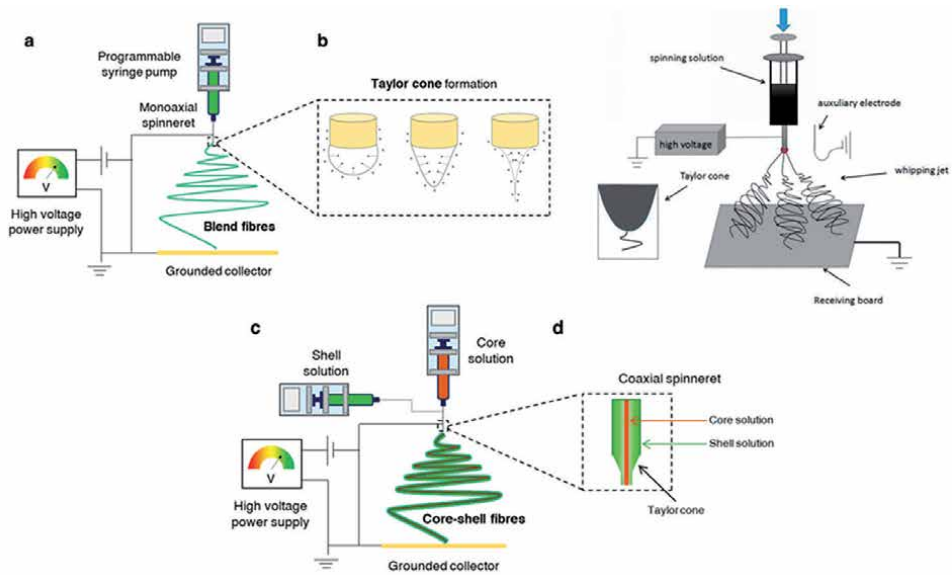 a
Programmable
syringe pump
Monoaxial
spinneret
V
High voltage
power supply
Blend fibres
Grounded collector
b
Taylor cone formation
spinning solution
auxuliary electrode
high voltage
Taylor cone
whipping jet
Receiving board
c
Shell
solution
Core
solution
V
High voltage
power supply
Core-shell fibres
Grounded collector
d
Coaxial spinneret
Core solution
Shell solution
Taylor cone